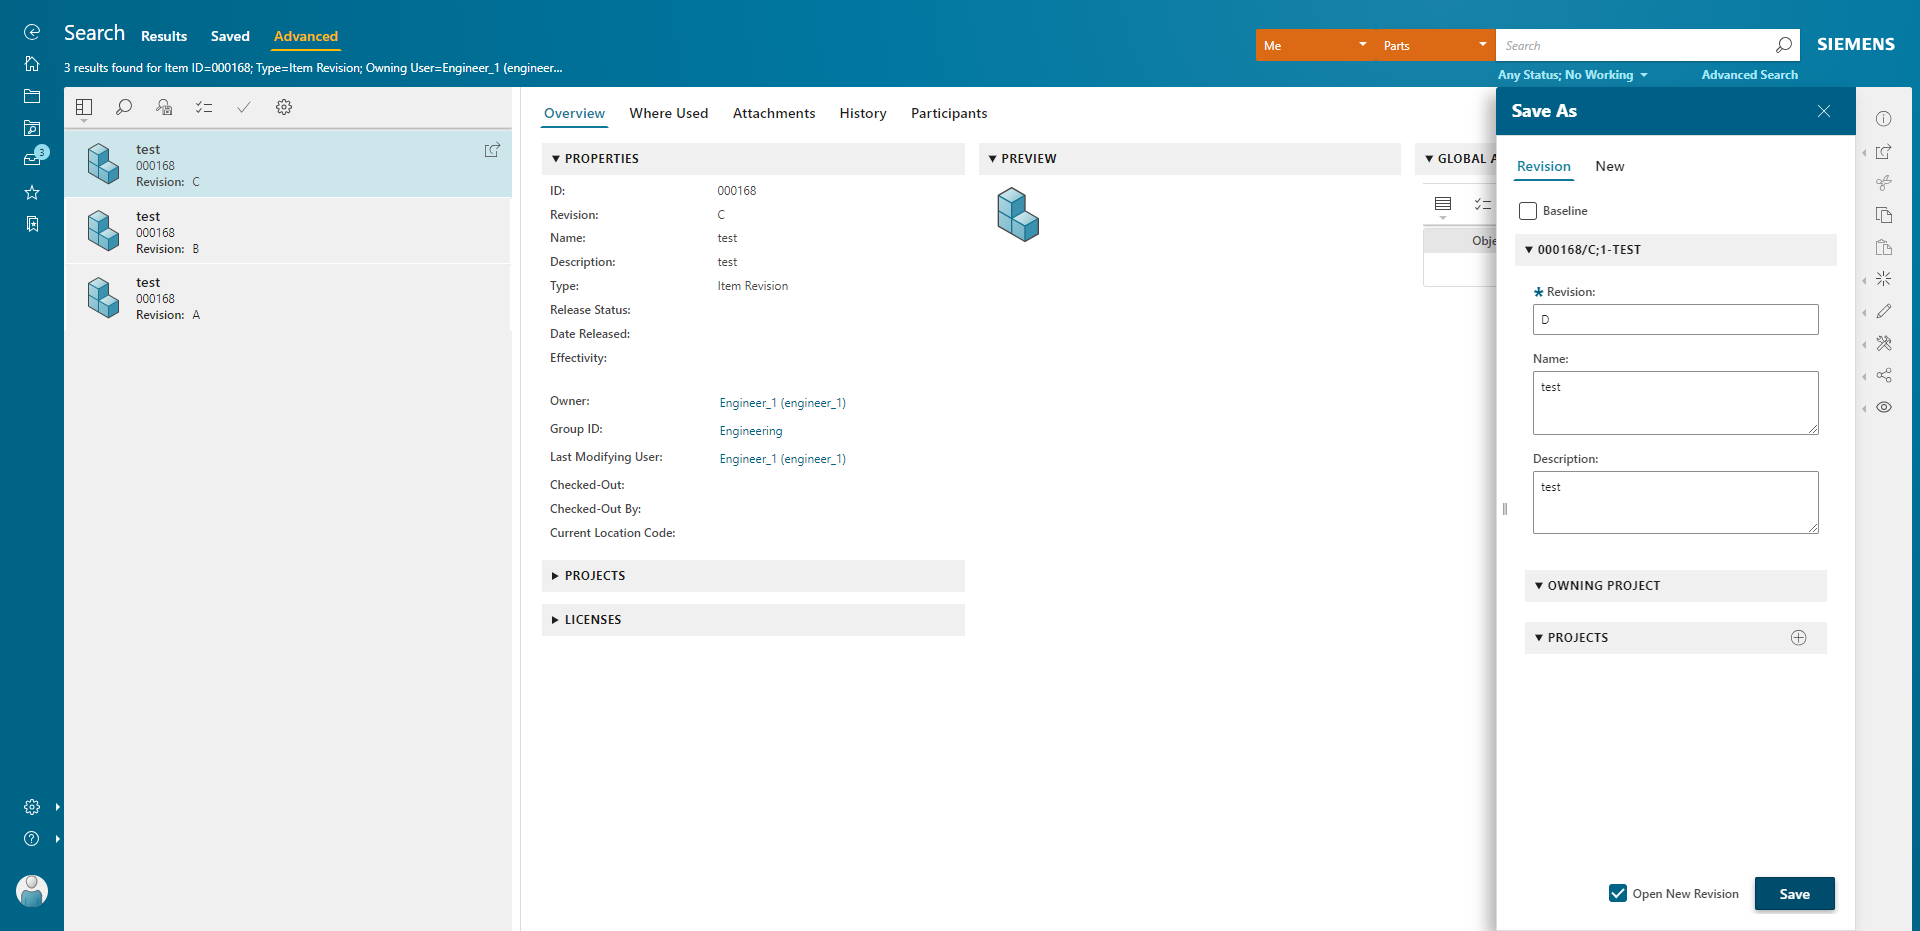 Search Results Saved Advanced
3 results found for Item ID=000168; Type=Item Revision; Owning User=Engineer_1 (engineer...
Me Parts Search SIEMENS
Any Status; No Working Advanced Search
3
test
000168
Revision: C
test
000168
Revision: B
test
000168
Revision: A
Overview Where Used Attachments History Participants
PROPERTIES
ID: 000168
Revision: C
Name: test
Description: test
Type: Item Revision
Release Status:
Date Released:
Effectivity:
Owner: Engineer_1 (engineer_1)
Group ID: Engineering
Last Modifying User: Engineer_1 (engineer_1)
Checked-Out:
Checked-Out By:
Current Location Code:
PROJECTS
LICENSES
PREVIEW
GLOBAL A
Obje
Save As
Revision New
Baseline
000168/C;1-TEST
* Revision:
D
Name:
test
Description:
test
OWNING PROJECT
PROJECTS
Open New Revision Save